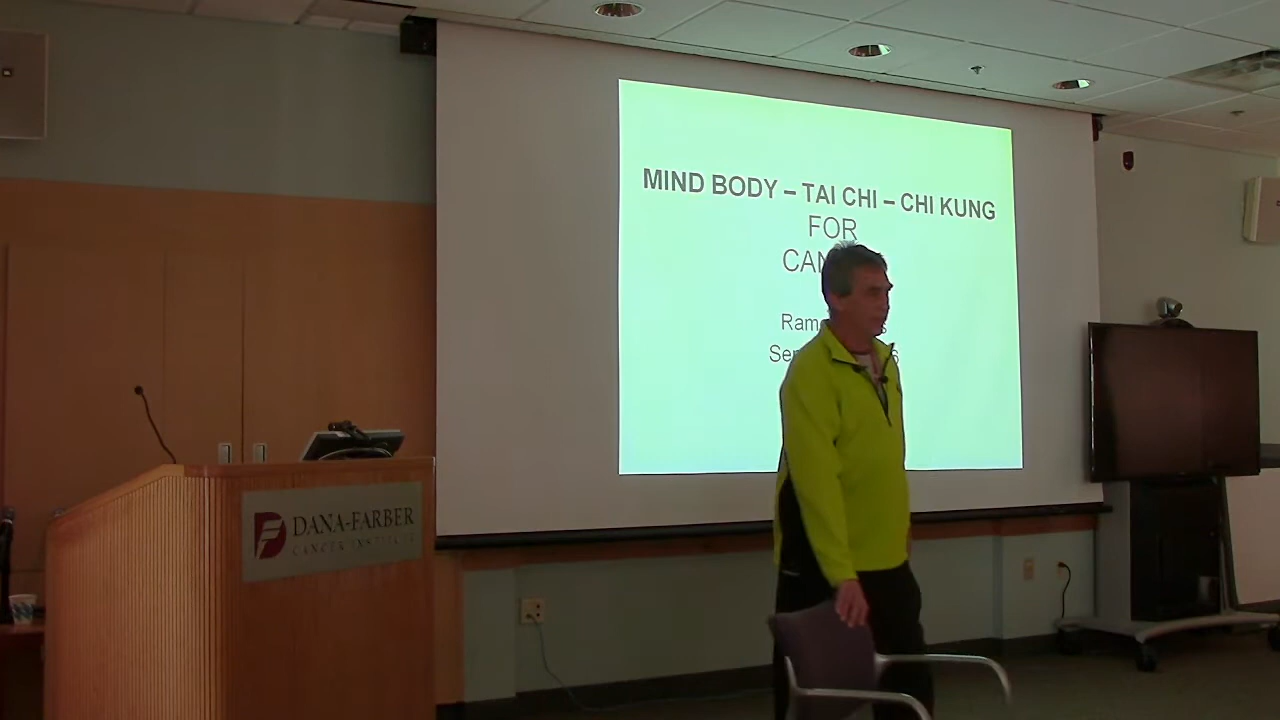 MIND BODY – TAI CHI – CHI KUNG
FOR
CAN
Ram
Se
DANA-FARBER
CANCER INSTITUTE